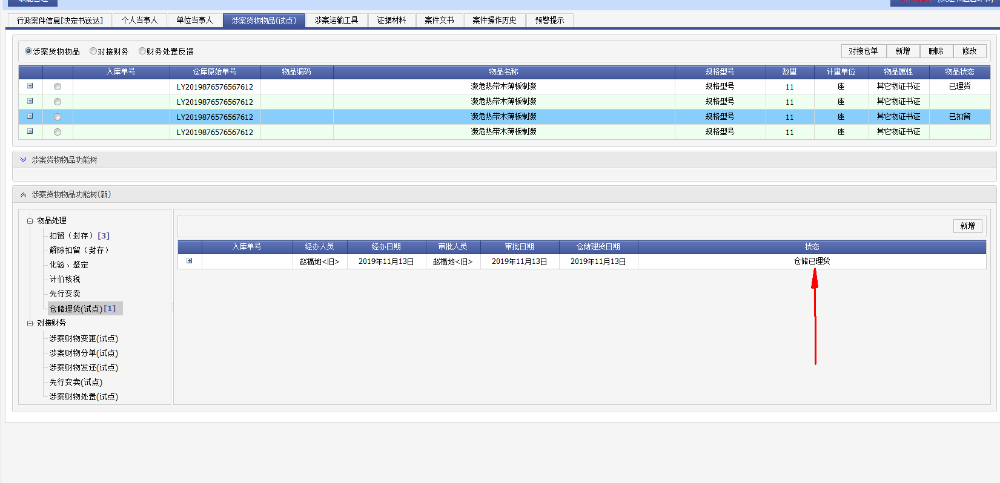 行政案件信息[决定书送达] 个人当事人 单位当事人 涉案货物物品(试点) 涉案运输工具 证据材料 案件文书 案件操作历史 预警提示
涉案货物物品 对接财务 财务处置反馈 对接仓单 新增 删除 修改
入库单号 仓库原始单号 物品编码 物品名称 规格型号 数量 计量单位 物品属性 物品状态
LY2019876576567612 濒危热带木薄板制濒 规格型号 11 座 其它物证书证 已理货
LY2019876576567612 濒危热带木薄板制濒 规格型号 11 座 其它物证书证
LY2019876576567612 濒危热带木薄板制濒 规格型号 11 座 其它物证书证 已扣留
LY2019876576567612 濒危热带木薄板制濒 规格型号 11 座 其它物证书证
涉案货物物品功能树
涉案货物物品功能树(新)
物品处理
扣留（封存）[3]
解除扣留（封存）
化验、鉴定
计价核税
先行变卖
仓储理货(试点)[1]
对接财务
涉案财物变更(试点)
涉案财物分单(试点)
涉案财物发还(试点)
先行变卖(试点)
涉案财物处置(试点)
新增
入库单号 经办人员 经办日期 审批人员 审批日期 仓储理货日期 状态
赵福地<旧> 2019年11月13日 赵福地<旧> 2019年11月13日 2019年11月13日 仓储已理货